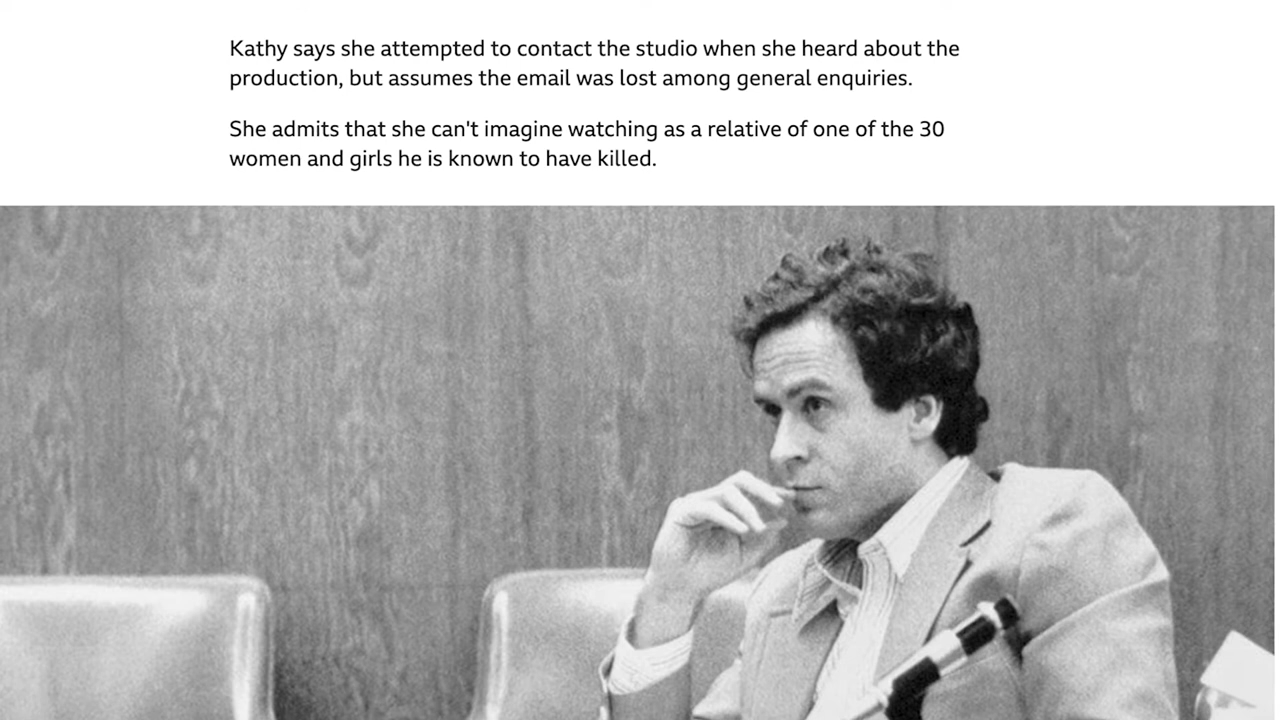 Kathy says she attempted to contact the studio when she heard about the
production, but assumes the email was lost among general enquiries.
She admits that she can't imagine watching as a relative of one of the 30
women and girls he is known to have killed.